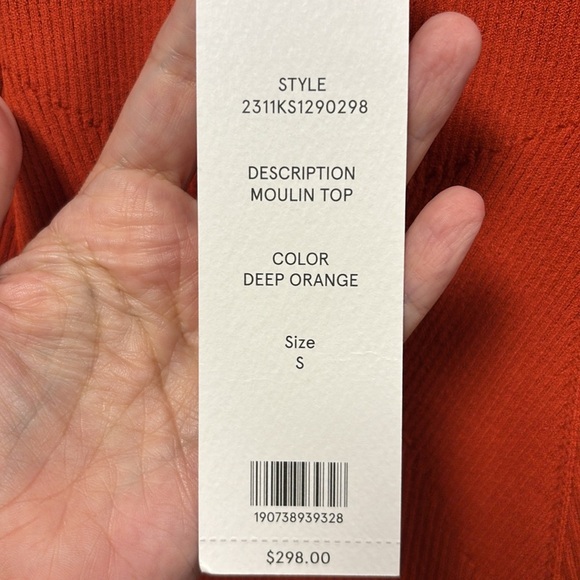 STYLE
2311KS1290298
DESCRIPTION
MOULIN TOP
COLOR
DEEP ORANGE
Size
S
190738939328
$298.00